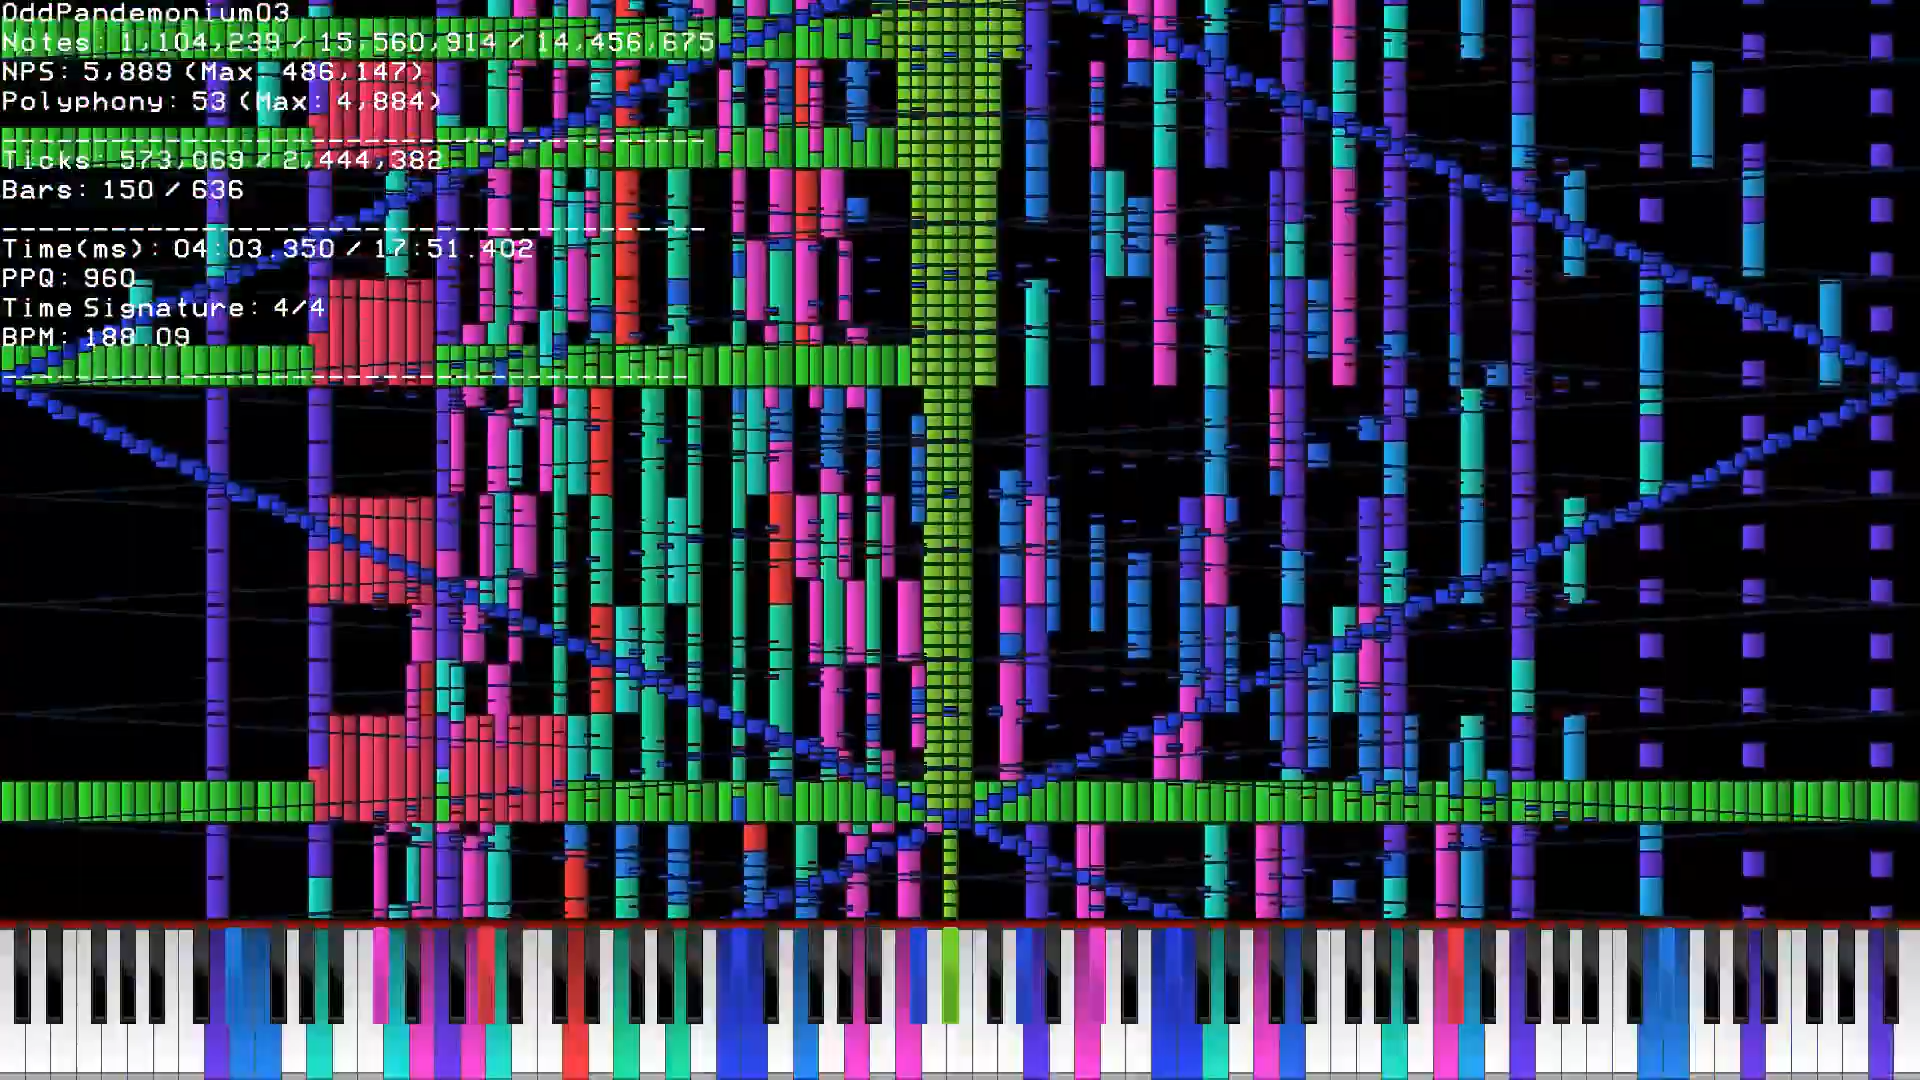 OddPandemonium03
Notes: 1,104,239 / 15,560,914 / 14,456,675
NPS: 5,889 (Max: 486,147)
Polyphony: 53 (Max: 4,884)
Ticks: 573,069 / 2,444,382
Bars: 150 / 636
Time(ms): 04:03.350 / 17:51.402
PPQ: 960
Time Signature: 4/4
BPM: 188.09